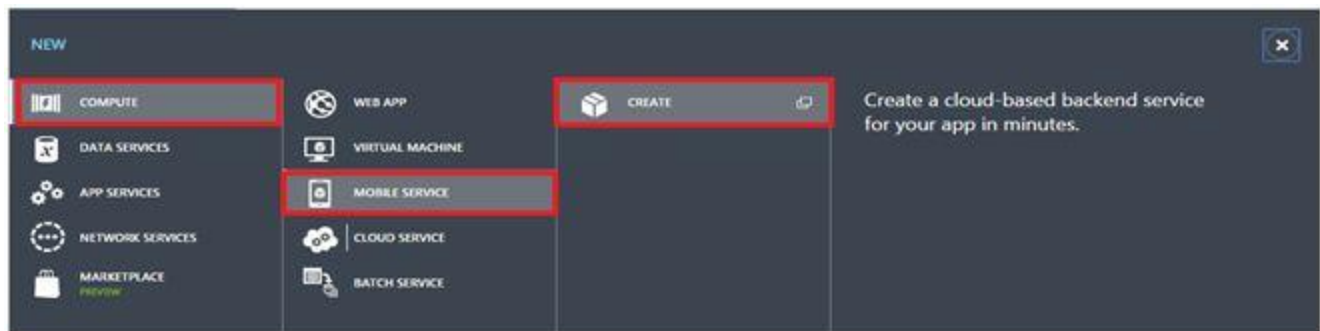 NEW
COMPUTE
DATA SERVICES
APP SERVICES
NETWORK SERVICES
MARKETPLACE
PREVIEW
WEB APP
VIRTUAL MACHINE
MOBILE SERVICE
CLOUD SERVICE
BATCH SERVICE
CREATE
Create a cloud-based backend service
for your app in minutes.